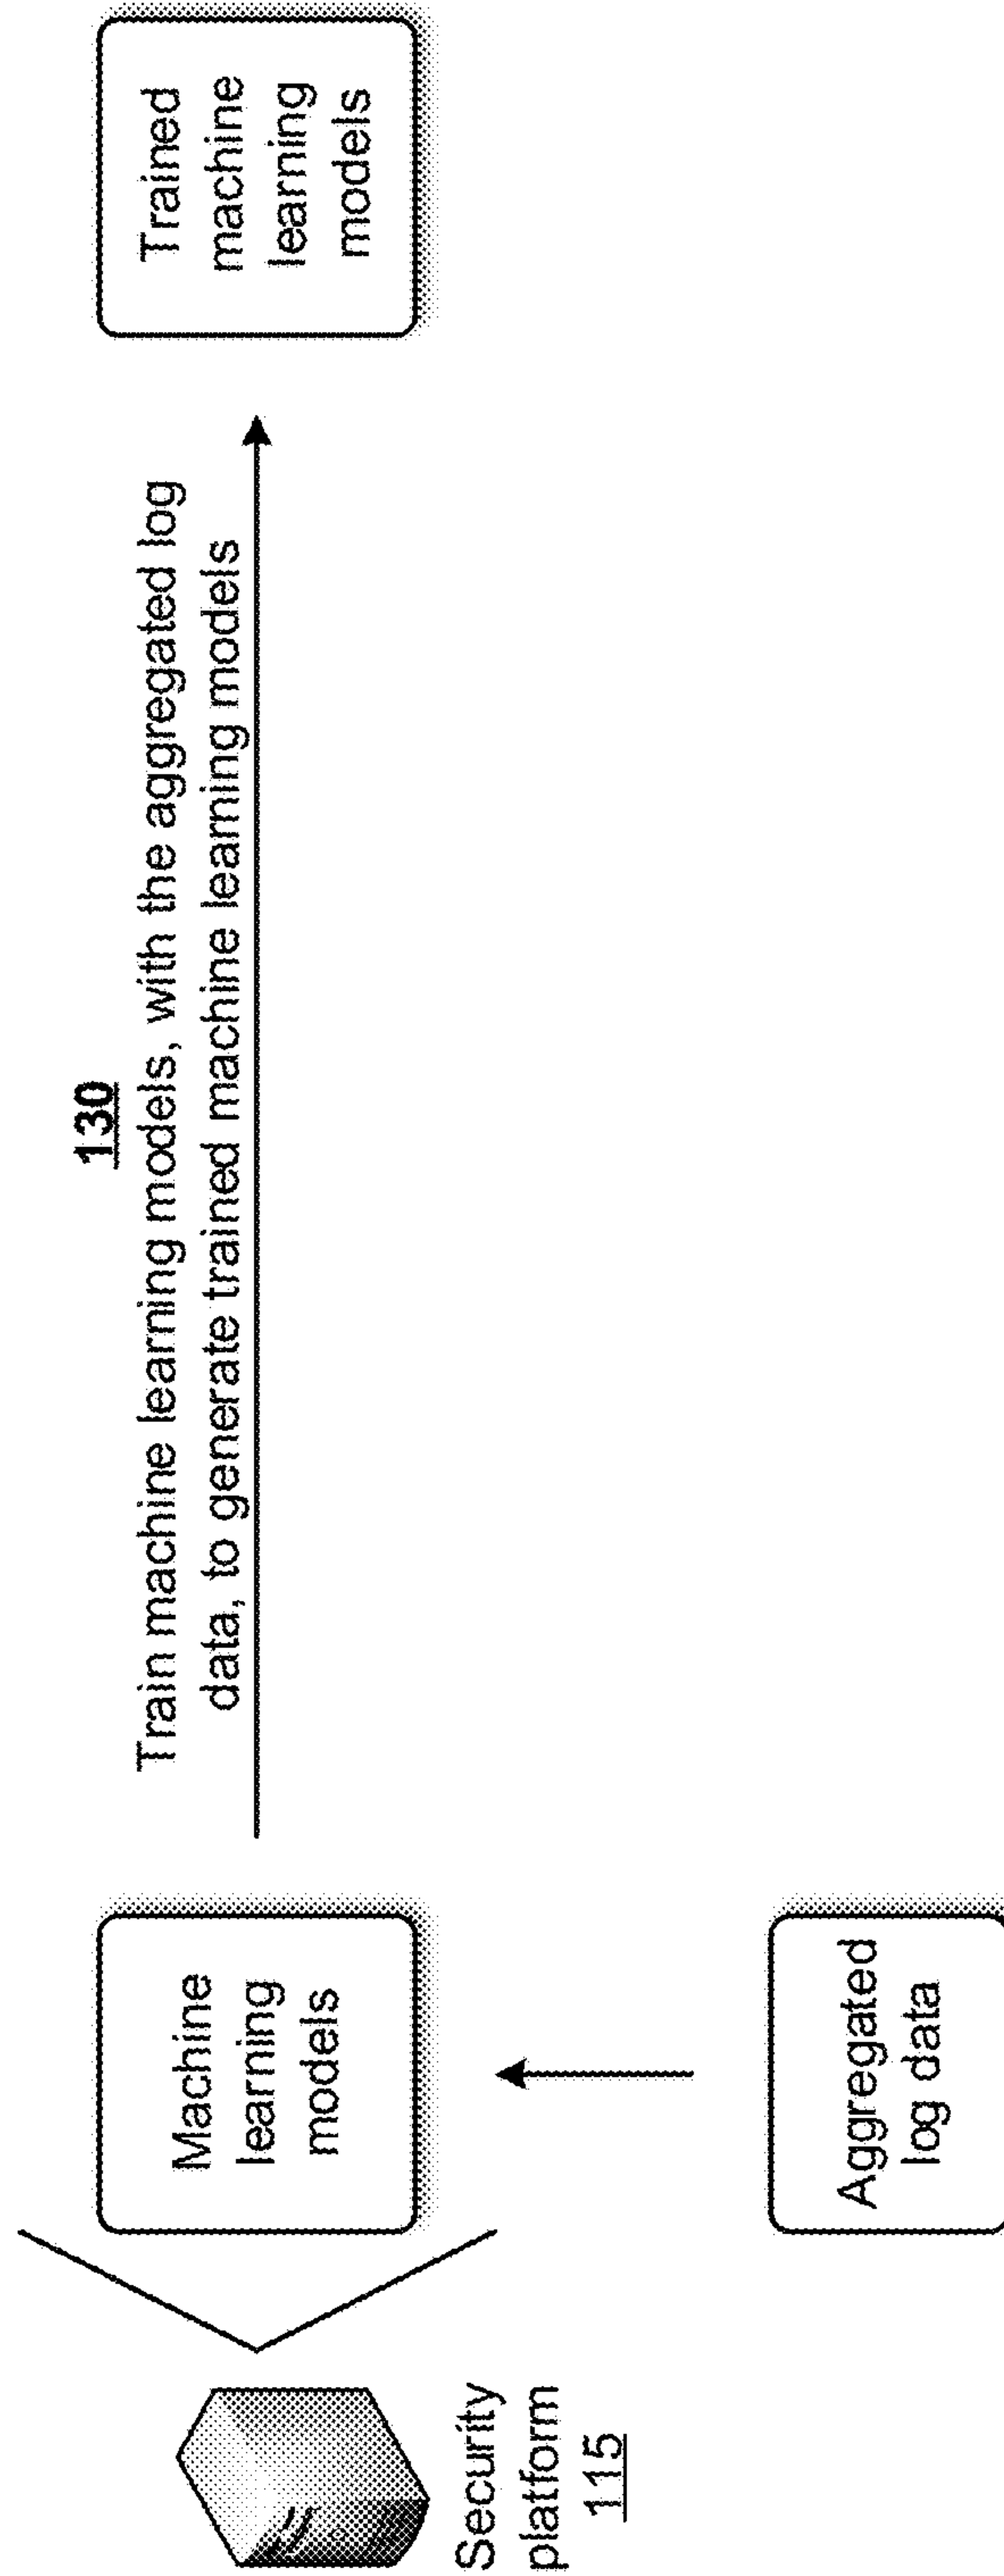 130
Train machine learning models, with the aggregated log
data, to generate trained machine learning models
Machine
learning
models
Trained
machine
learning
models
Security
platform
115
Aggregated
log data